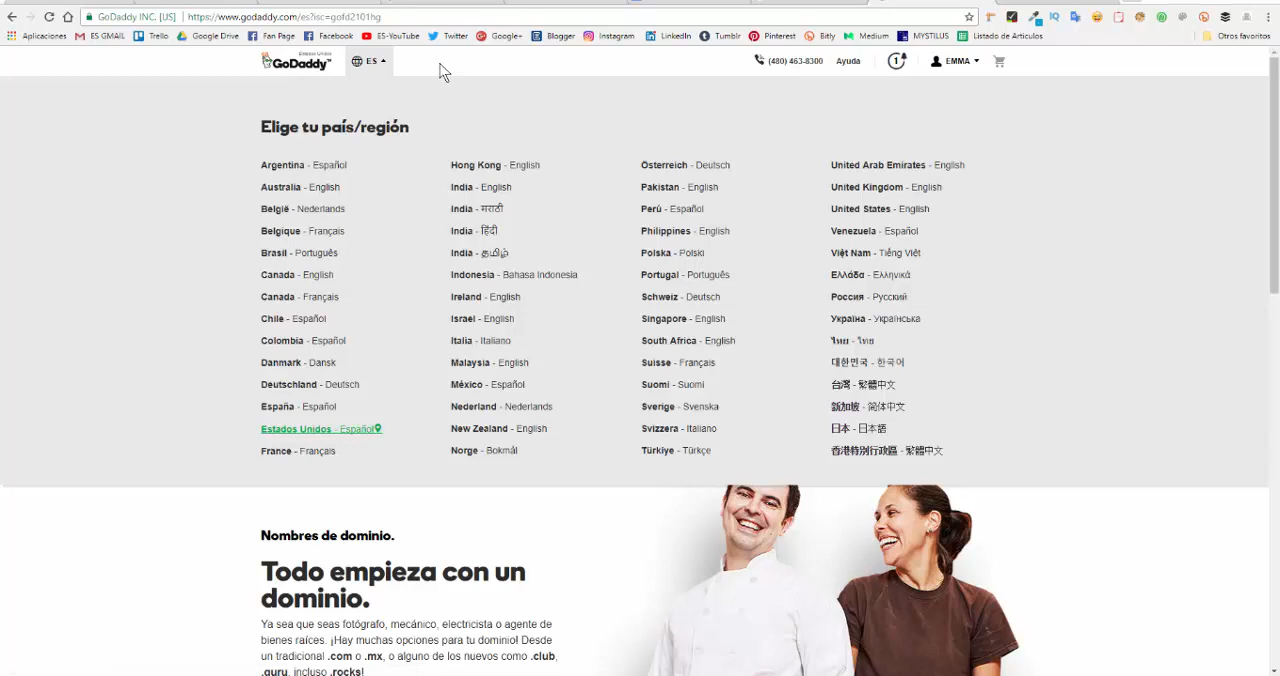 GoDaddy INC. [US] https://www.godaddy.com/es?isc=gofd2101hg
Aplicaciones ES GMAIL Trello Google Drive Fan Page Facebook ES-YouTube Twitter Google+ Blogger Instagram LinkedIn Tumblr Pinterest Bitly Medium MYSTILUS Listado de Articulos Otros favoritos
Estados Unidos
GoDaddy™ ES (480) 463-8300 Ayuda 1 EMMA
Elige tu país/región
Argentina - Español Hong Kong - English Österreich - Deutsch United Arab Emirates - English
Australia - English India - English Pakistan - English United Kingdom - English
België - Nederlands India - मराठी Perú - Español United States - English
Belgique - Français India - हिंदी Philippines - English Venezuela - Español
Brasil - Português India - தமிழ் Polska - Polski Việt Nam - Tiếng Việt
Canada - English Indonesia - Bahasa Indonesia Portugal - Português Ελλάδα - Ελληνικά
Canada - Français Ireland - English Schweiz - Deutsch Россия - Русский
Chile - Español Israel - English Singapore - English Україна - Українська
Colombia - Español Italia - Italiano South Africa - English ไทย - ไทย
Danmark - Dansk Malaysia - English Suisse - Français 대한민국 - 한국어
Deutschland - Deutsch México - Español Suomi - Suomi 台灣 - 繁體中文
España - Español Nederland - Nederlands Sverige - Svenska 新加坡 - 简体中文
Estados Unidos - Español New Zealand - English Svizzera - Italiano 日本 - 日本語
France - Français Norge - Bokmål Türkiye - Türkçe 香港特別行政區 - 繁體中文
Nombres de dominio.
Todo empieza con un
dominio.
Ya sea que seas fotógrafo, mecánico, electricista o agente de
bienes raíces. ¡Hay muchas opciones para tu dominio! Desde
un tradicional .com o .mx, o alguno de los nuevos como .club,
.guru, incluso .rocks!